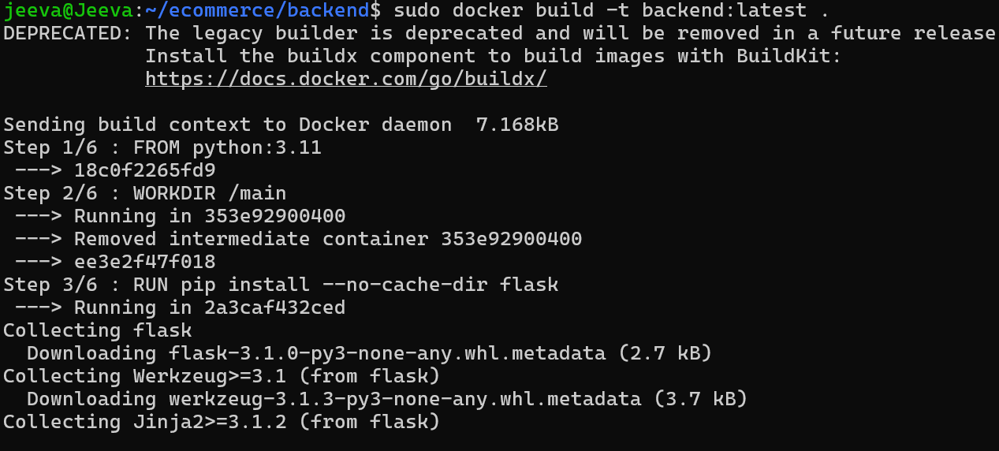 jeeva@Jeeva:~/ecommerce/backend$ sudo docker build -t backend:latest .
DEPRECATED: The legacy builder is deprecated and will be removed in a future release
            Install the buildx component to build images with BuildKit:
            https://docs.docker.com/go/buildx/
Sending build context to Docker daemon  7.168kB
Step 1/6 : FROM python:3.11
 ---> 18c0f2265fd9
Step 2/6 : WORKDIR /main
 ---> Running in 353e92900400
 ---> Removed intermediate container 353e92900400
 ---> ee3e2f47f018
Step 3/6 : RUN pip install --no-cache-dir flask
 ---> Running in 2a3caf432ced
Collecting flask
  Downloading flask-3.1.0-py3-none-any.whl.metadata (2.7 kB)
Collecting Werkzeug>=3.1 (from flask)
  Downloading werkzeug-3.1.3-py3-none-any.whl.metadata (3.7 kB)
Collecting Jinja2>=3.1.2 (from flask)